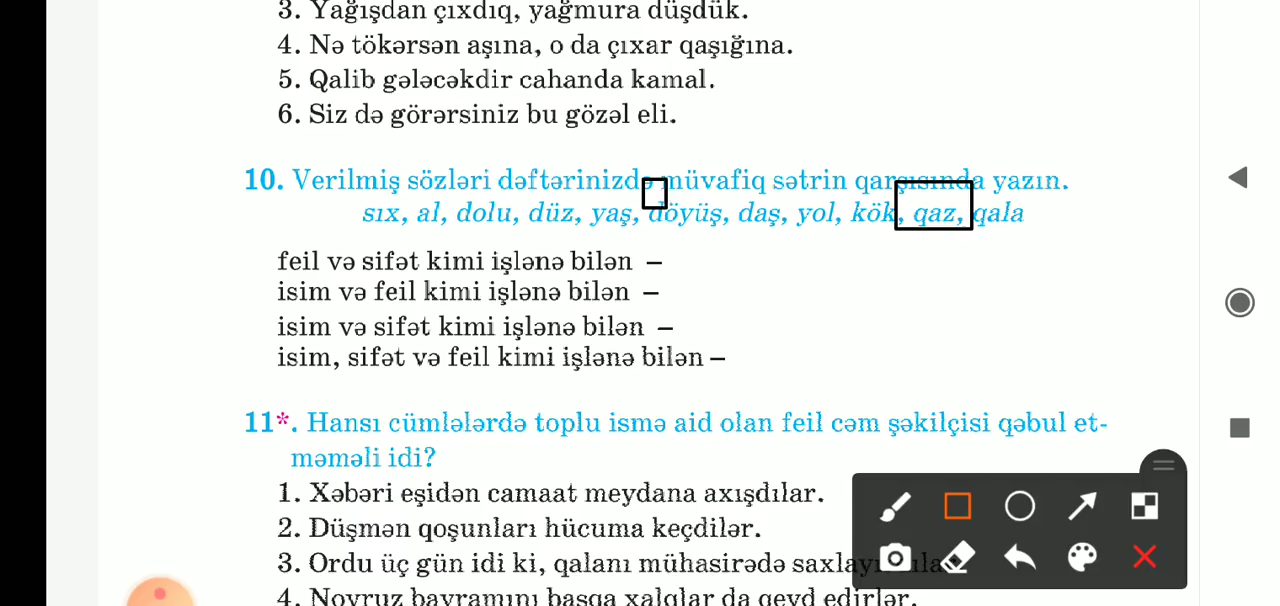 3. Yağışdan çıxdıq, yağmura düşdük.
4. Nə tökərsən aşına, o da çıxar qaşığına.
5. Qalib gələcəkdir cahanda kamal.
6. Siz də görərsiniz bu gözəl eli.
10. Verilmiş sözləri dəftərinizdə müvafiq sətrin qarşısında yazın.
sıx, al, dolu, düz, yaş, döyüş, daş, yol, kök, qaz, qala
feil və sifət kimi işlənə bilən –
isim və feil kimi işlənə bilən –
isim və sifət kimi işlənə bilən –
isim, sifət və feil kimi işlənə bilən –
11*. Hansı cümlələrdə toplu ismə aid olan feil cəm şəkilçisi qəbul et-
məməli idi?
1. Xəbəri eşidən camaat meydana axışdılar.
2. Düşmən qoşunları hücuma keçdilər.
3. Ordu üç gün idi ki, qalanı mühasirədə
4. Novruz bayramını başqa xalqlar da qeyd edirlər.